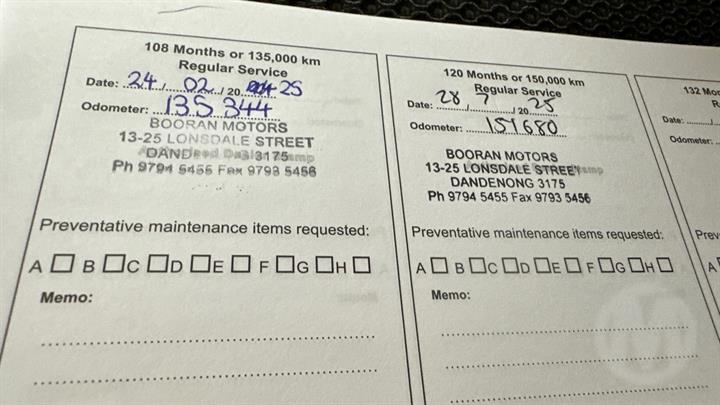 108 Months or 135,000 km
Regular Service
Date: 24 / 02 / 20 25
Odometer: 135 344
BOORAN MOTORS
13-25 LONSDALE STREET
3175
Ph 9794 5455 Fax 9793 5456
Preventative maintenance items requested:
A B C D E F G H
Memo:
120 Months or 150,000 km
Regular Service
Date: 28 / 7 / 20 25
Odometer: 151680
BOORAN MOTORS
13-25 LONSDALE STREET
DANDENONG 3175
Ph 9794 5455 Fax 9793 5456
Preventative maintenance items requested:
A B C D E F G H
Memo:
132 Mon
R
Date:
Odometer:
Prev
A